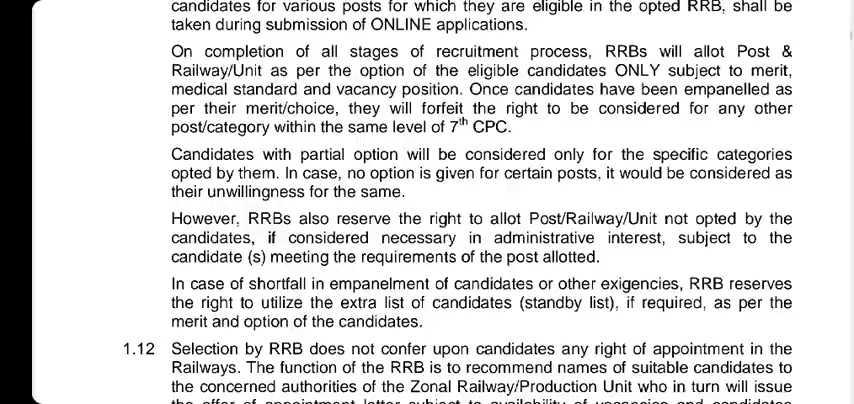 candidates for various posts for which they are eligible in the opted RRB, shall be
taken during submission of ONLINE applications.
On completion of all stages of recruitment process, RRBs will allot Post &
Railway/Unit as per the option of the eligible candidates ONLY subject to merit,
medical standard and vacancy position. Once candidates have been empanelled as
per their merit/choice, they will forfeit the right to be considered for any other
post/category within the same level of 7th CPC.
Candidates with partial option will be considered only for the specific categories
opted by them. In case, no option is given for certain posts, it would be considered as
their unwillingness for the same.
However, RRBs also reserve the right to allot Post/Railway/Unit not opted by the
candidates, if considered necessary in administrative interest, subject to the
candidate (s) meeting the requirements of the post allotted.
In case of shortfall in empanelment of candidates or other exigencies, RRB reserves
the right to utilize the extra list of candidates (standby list), if required, as per the
merit and option of the candidates.
1.12 Selection by RRB does not confer upon candidates any right of appointment in the
Railways. The function of the RRB is to recommend names of suitable candidates to
the concerned authorities of the Zonal Railway/Production Unit who in turn will issue
the offer of appointment letter subject to availability of vacancies and candidates